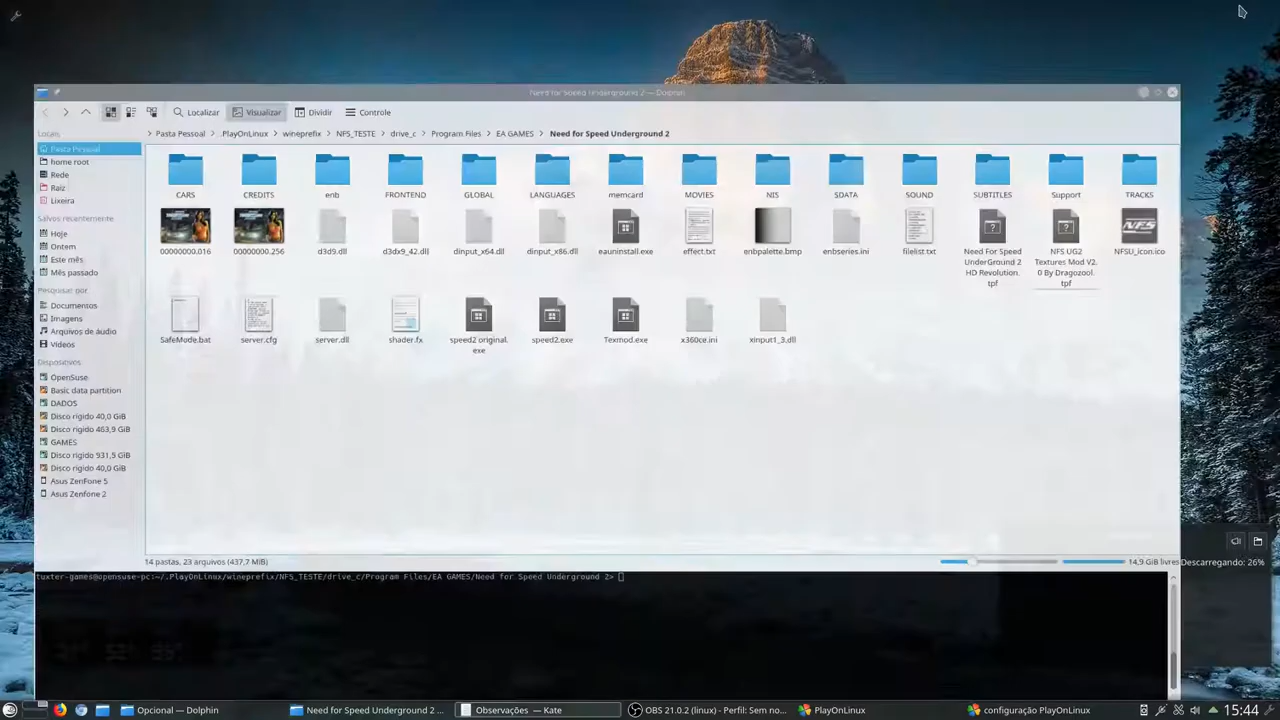 Need for Speed Underground 2 — Dolphin
Localizar
Visualizar
Dividir
Controle
Pasta Pessoal
.PlayOnLinux
wineprefix
NFS_TESTE
drive_c
Program Files
EA GAMES
Need for Speed Underground 2
Locais
Pasta Pessoal
home root
Rede
Raiz
Lixeira
Salvos recentemente
Hoje
Ontem
Este mês
Mês passado
Pesquisar por
Documentos
Imagens
Arquivos de áudio
Vídeos
Dispositivos
OpenSuse
Basic data partition
DADOS
Disco rígido 40,0 GiB
Disco rígido 463,9 GiB
GAMES
Disco rígido 931,5 GiB
Disco rígido 40,0 GiB
Asus ZenFone 5
Asus Zenfone 2
CARS
CREDITS
enb
FRONTEND
GLOBAL
LANGUAGES
memcard
MOVIES
NIS
SDATA
SOUND
SUBTITLES
Support
TRACKS
00000000.016
00000000.256
d3d9.dll
d3dx9_42.dll
dinput_x64.dll
dinput_x86.dll
eauninstall.exe
effect.txt
enbpalette.bmp
enbseries.ini
filelist.txt
Need For Speed
UnderGround 2
HD Revolution.
tpf
NFS UG2
Textures Mod V2.
0 By Dragozool.
tpf
NFSU_icon.ico
SafeMode.bat
server.cfg
server.dll
shader.fx
speed2 original.
exe
speed2.exe
Texmod.exe
x360ce.ini
xinput1_3.dll
14 pastas, 23 arquivos (437,7 MiB)
14,9 GiB livres
Descarregando: 26%
tuxter-games@opensuse-pc:~/.PlayOnLinux/wineprefix/NFS_TESTE/drive_c/Program Files/EA GAMES/Need for Speed Underground 2>
Opcional — Dolphin
Need for Speed Underground 2 ...
Observações — Kate
OBS 21.0.2 (linux) - Perfil: Sem no...
PlayOnLinux
configuração PlayOnLinux
15:44